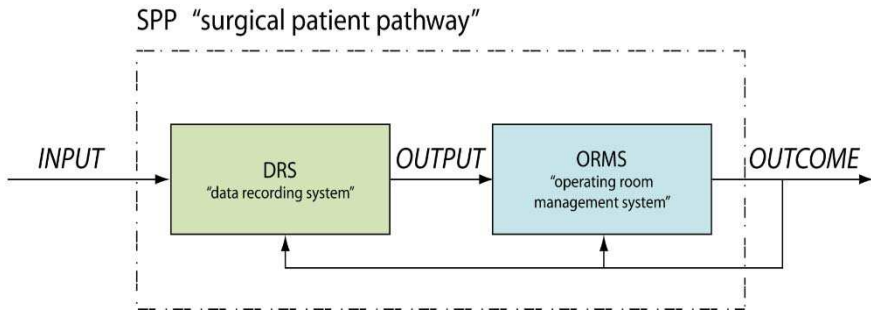 SPP “surgical patient pathway”
INPUT
DRS
“data recording system”
OUTPUT
ORMS
“operating room
management system”
OUTCOME